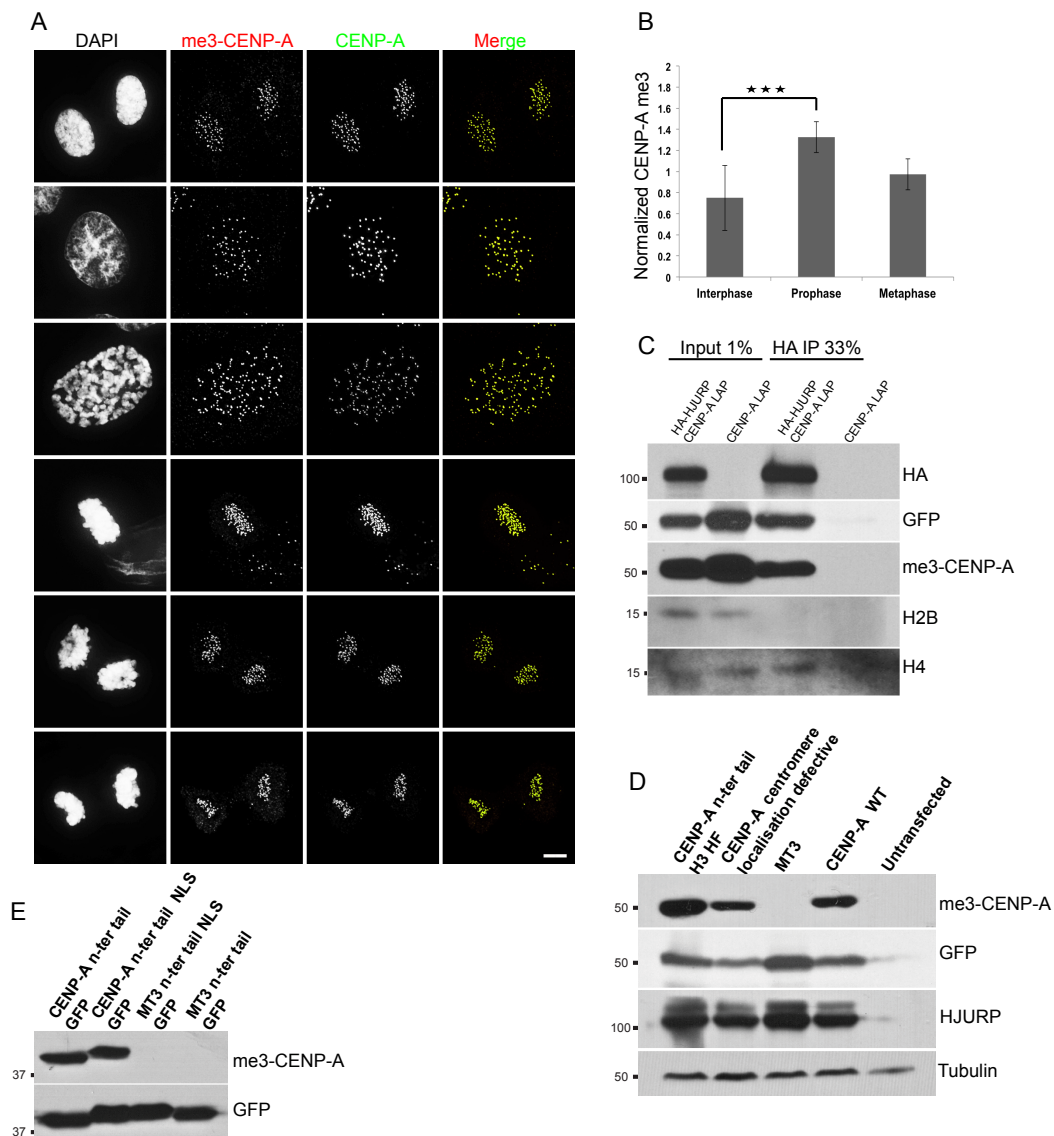 A
DAPI
me3-CENP-A
CENP-A
Merge
B
Normalized CENP-A me3
2
1.8
1.6
1.4
1.2
1
0.8
0.6
0.4
0.2
0
★★★
Interphase
Prophase
Metaphase
C
Input 1%
HA IP 33%
HA-HJURP
CENP-A LAP
CENP-A LAP
HA-HJURP
CENP-A LAP
CENP-A LAP
100
HA
50
GFP
50
me3-CENP-A
15
H2B
15
H4
D
CENP-A n-ter tail
H3 HF
CENP-A centromere
localisation defective
MT3
CENP-A WT
Untransfected
50
me3-CENP-A
GFP
100
HJURP
50
Tubulin
E
CENP-A n-ter tail
GFP
CENP-A n-ter tail NLS
GFP
MT3 n-ter tail NLS
GFP
MT3 n-ter tail
GFP
37
me3-CENP-A
37
GFP